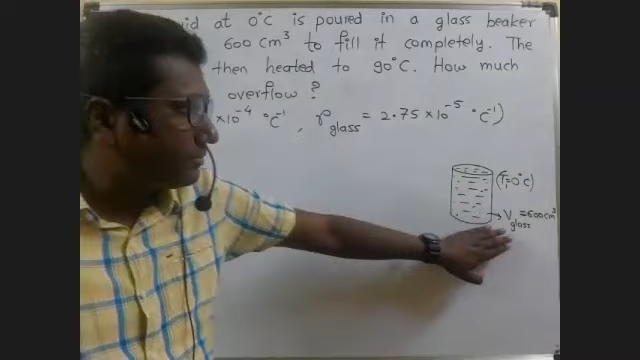 at 0°C is poured in a glass beaker
600 cm³ to fill it completely. The
then heated to 90°C. How much
overflow ?
×10⁻⁴ °C⁻¹, γglass = 2.75 × 10⁻⁵ °C⁻¹)
(T₁=0°C)
→ Vglass = 600 cm³